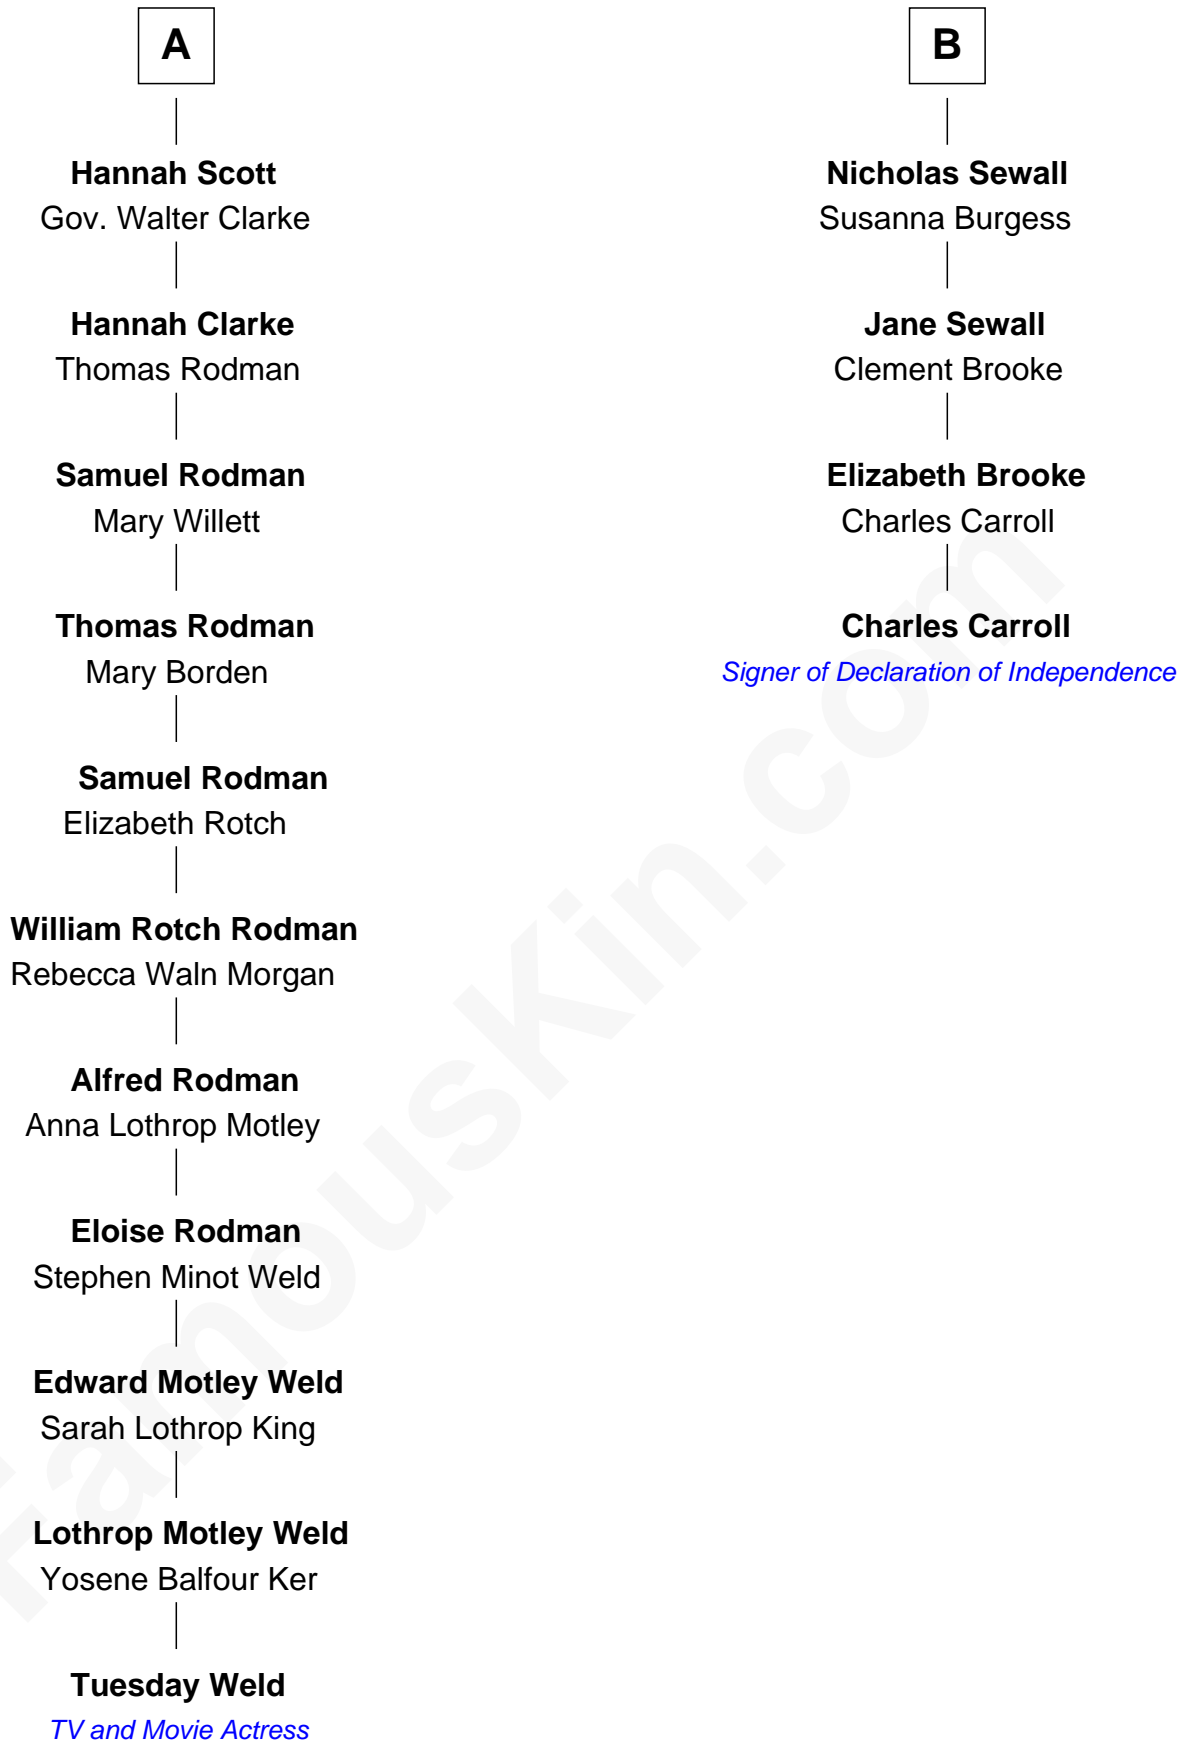 A
Hannah Scott
Gov. Walter Clarke
Hannah Clarke
Thomas Rodman
Samuel Rodman
Mary Willett
Thomas Rodman
Mary Borden
Samuel Rodman
Elizabeth Rotch
William Rotch Rodman
Rebecca Waln Morgan
Alfred Rodman
Anna Lothrop Motley
Eloise Rodman
Stephen Minot Weld
Edward Motley Weld
Sarah Lothrop King
Lothrop Motley Weld
Yosene Balfour Ker
Tuesday Weld
TV and Movie Actress
B
Nicholas Sewall
Susanna Burgess
Jane Sewall
Clement Brooke
Elizabeth Brooke
Charles Carroll
Charles Carroll
Signer of Declaration of Independence
FamousKin.com